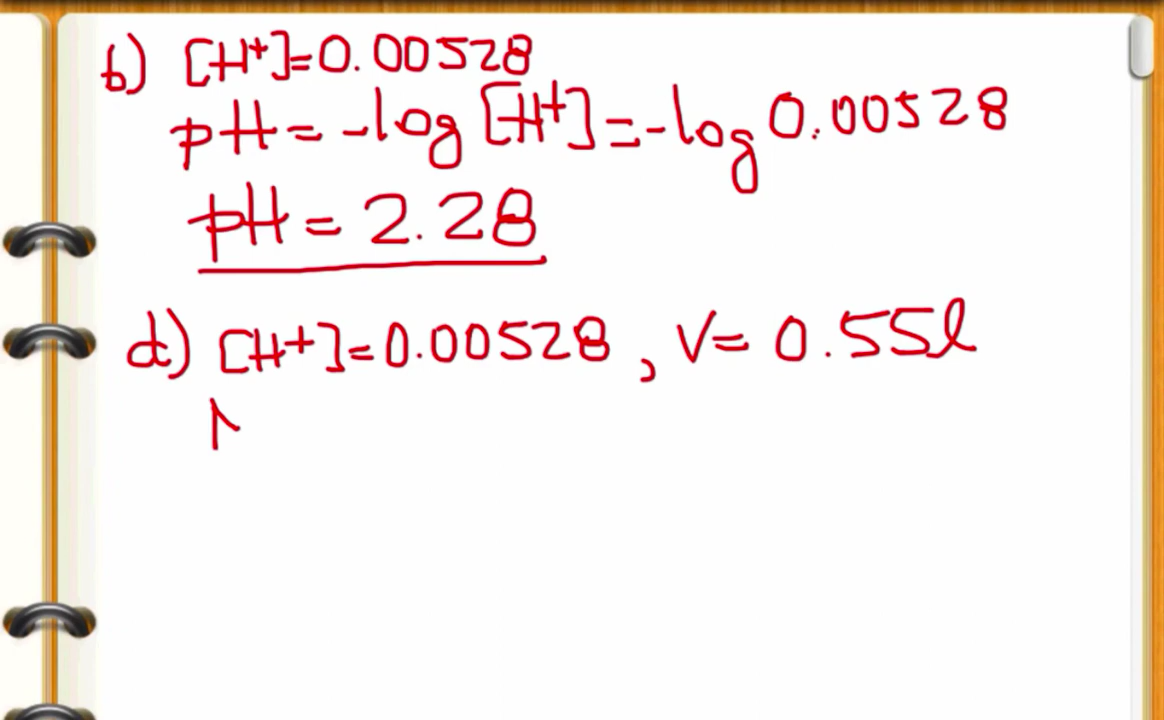 b) [H+]=0.00528
pH = -log [H+] = -log 0.00528
pH = 2.28
d) [H+]=0.00528 , V= 0.55l